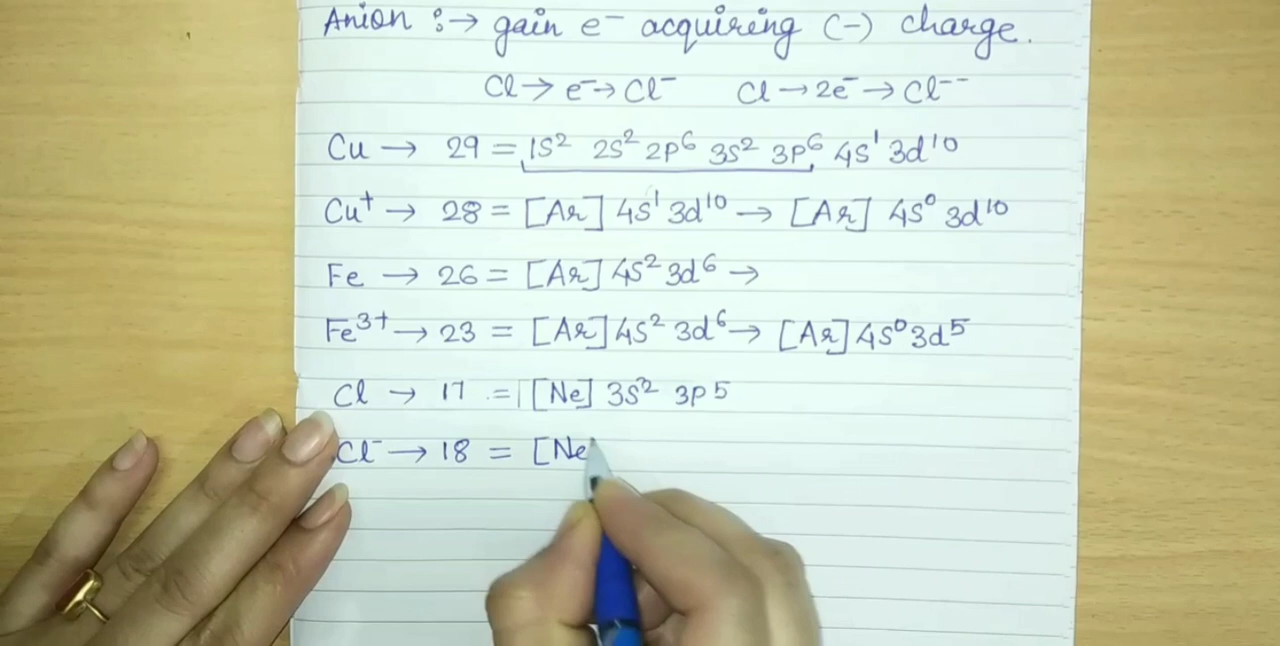 Anion :→ gain e⁻ acquiring (-) charge.
Cl → e⁻ → Cl⁻ Cl → 2e⁻ → Cl⁻⁻
Cu → 29 = 1S² 2S² 2p⁶ 3s² 3p⁶ 4s¹ 3d¹⁰
Cu⁺ → 28 = [Ar] 4s¹ 3d¹⁰ → [Ar] 4s⁰ 3d¹⁰
Fe → 26 = [Ar] 4s² 3d⁶ →
Fe³⁺ → 23 = [Ar] 4s² 3d⁶ → [Ar] 4s⁰ 3d⁵
Cl → 17 = [Ne] 3s² 3p5
Cl⁻ → 18 = [Ne